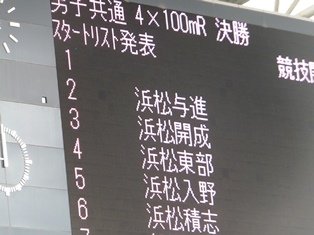 男子共通 4×100mR 決勝
スタートリスト発表
競技開
1
2 浜松与進
3 浜松開成
4 浜松東部
5 浜松入野
6 浜松積志